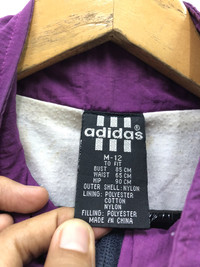 adidas®
M-12
TO FIT
BUST 85 CM
WAIST 65 CM
HIP 90 CM
OUTER SHELL: NYLON
LINING: POLYESTER
COTTON
NYLON
FILLING: POLYESTER
MADE IN CHINA